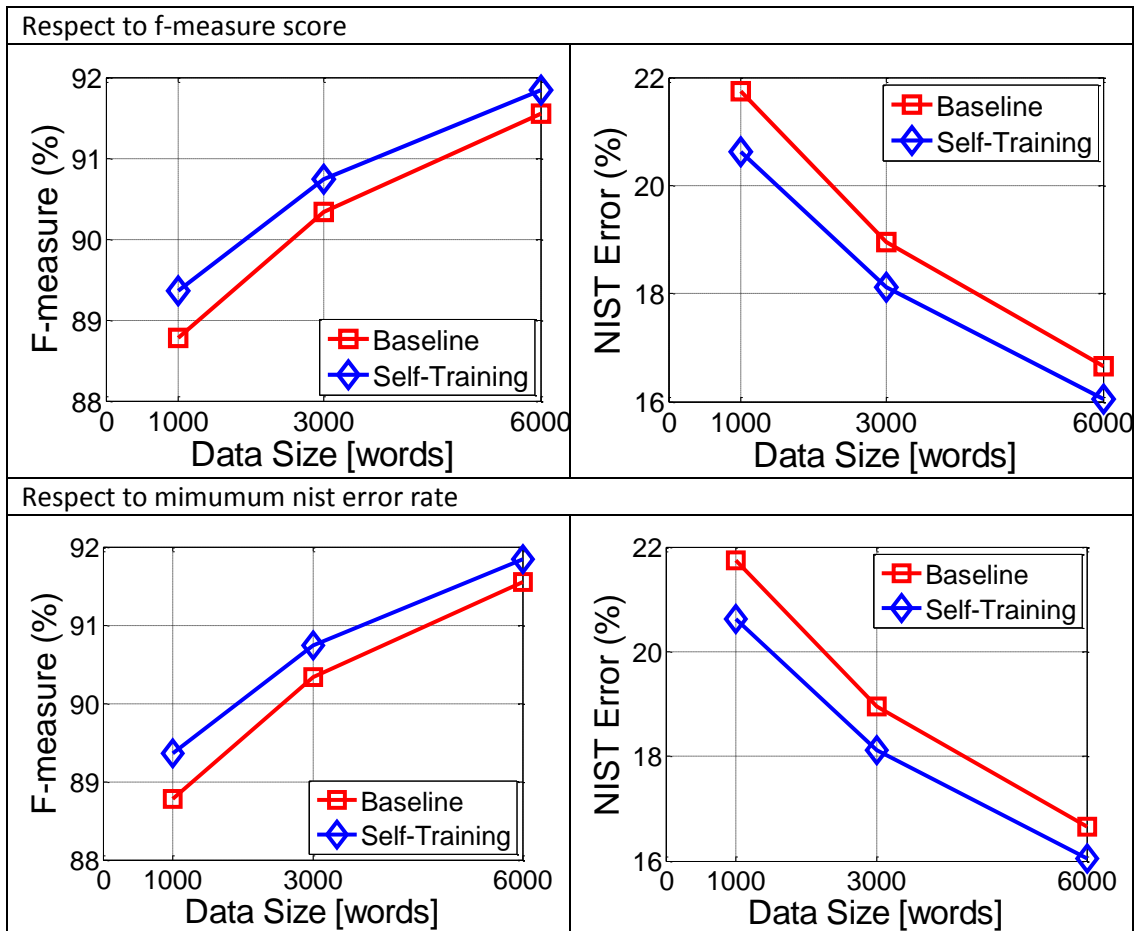 Respect to f-measure score
92
91
90
89
88
F-measure (%)
Baseline
Self-Training
0 1000 3000 6000
Data Size [words]
22
20
18
16
NIST Error (%)
Baseline
Self-Training
0 1000 3000 6000
Data Size [words]
Respect to mimumum nist error rate
92
91
90
89
88
F-measure (%)
Baseline
Self-Training
0 1000 3000 6000
Data Size [words]
22
20
18
16
NIST Error (%)
Baseline
Self-Training
0 1000 3000 6000
Data Size [words]